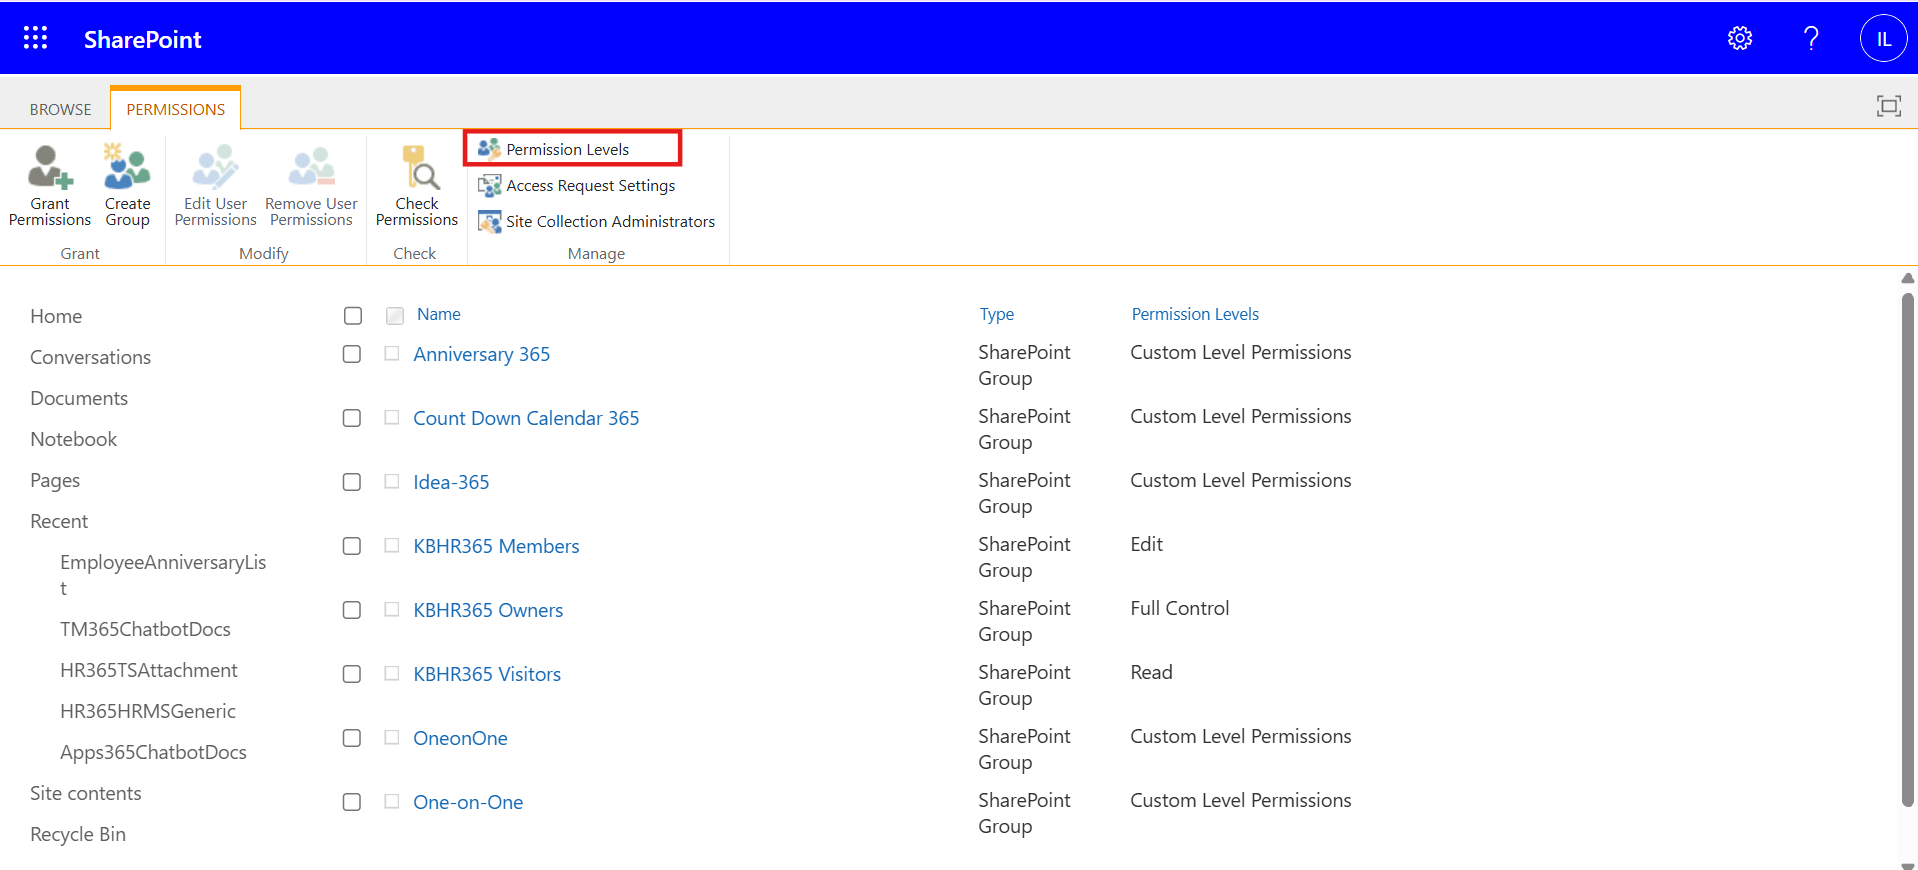 SharePoint
IL
BROWSE
PERMISSIONS
Grant
Permissions
Create
Group
Grant
Edit User
Permissions
Remove User
Permissions
Modify
Check
Permissions
Check
Permission Levels
Access Request Settings
Site Collection Administrators
Manage
Home
Conversations
Documents
Notebook
Pages
Recent
EmployeeAnniversaryLis
t
TM365ChatbotDocs
HR365TSAttachment
HR365HRMSGeneric
Apps365ChatbotDocs
Site contents
Recycle Bin
Name Type Permission Levels
Anniversary 365 SharePoint Custom Level Permissions
Group
Count Down Calendar 365 SharePoint Custom Level Permissions
Group
Idea-365 SharePoint Custom Level Permissions
Group
KBHR365 Members SharePoint Edit
Group
KBHR365 Owners SharePoint Full Control
Group
KBHR365 Visitors SharePoint Read
Group
OneonOne SharePoint Custom Level Permissions
Group
One-on-One SharePoint Custom Level Permissions
Group